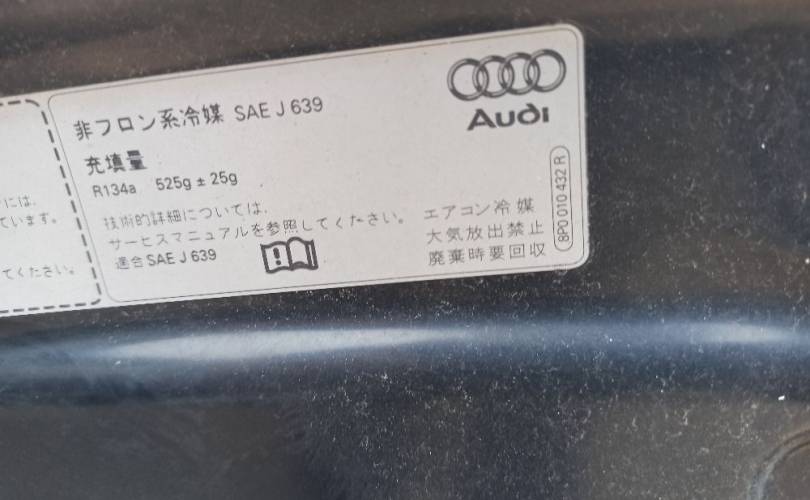 には、
ています。
てください。
非フロン系冷媒 SAE J 639
充填量
R134a 525g ± 25g
技術的詳細については、
サービスマニュアルを参照してください。
適合 SAE J 639
Audi
エアコン冷媒
大気放出禁止
廃棄時要回収
8P0 010 432 R